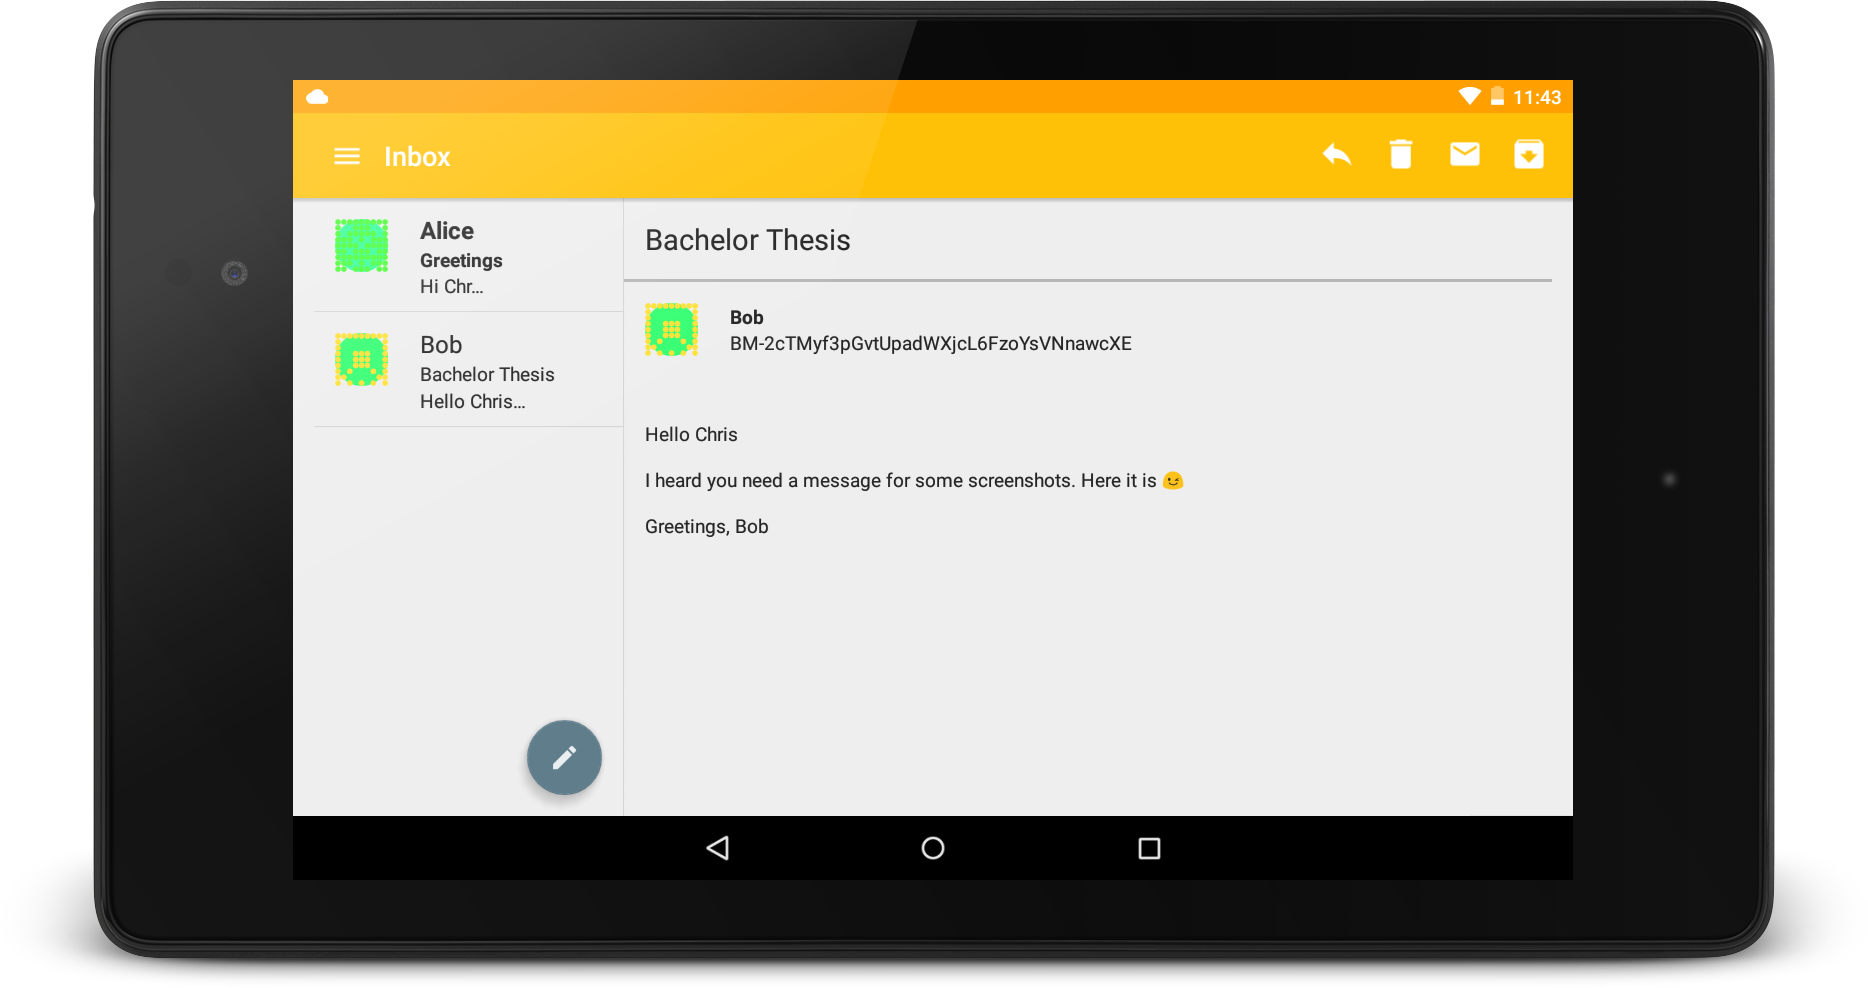 11:43
Inbox
Alice
Greetings
Hi Chr...
Bob
Bachelor Thesis
Hello Chris...
Bachelor Thesis
Bob
BM-2cTMyf3pGvtUpadWXjcL6FzoYsVNnawcXE
Hello Chris
I heard you need a message for some screenshots. Here it is 😉
Greetings, Bob